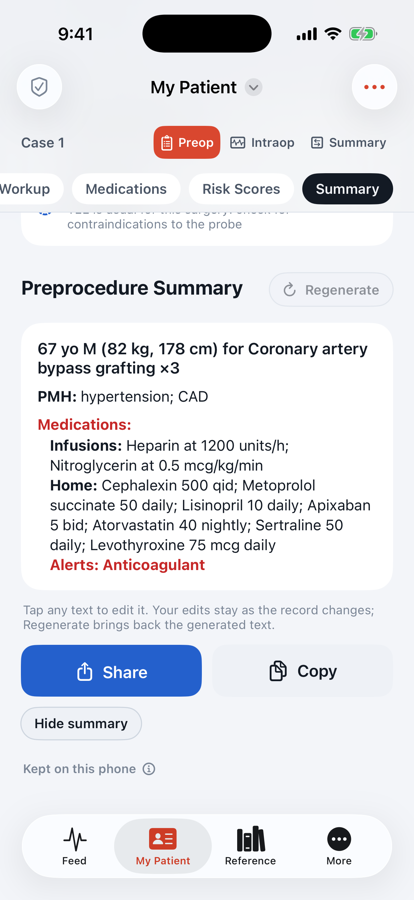 9:41
My Patient
Case 1
Preop
Intraop
Summary
Workup
Medications
Risk Scores
Summary
contraindications to the probe
Preprocedure Summary
Regenerate
67 yo M (82 kg, 178 cm) for Coronary artery
bypass grafting ×3
PMH: hypertension; CAD
Medications:
Infusions: Heparin at 1200 units/h;
Nitroglycerin at 0.5 mcg/kg/min
Home: Cephalexin 500 qid; Metoprolol
succinate 50 daily; Lisinopril 10 daily; Apixaban
5 bid; Atorvastatin 40 nightly; Sertraline 50
daily; Levothyroxine 75 mcg daily
Alerts: Anticoagulant
Tap any text to edit it. Your edits stay as the record changes;
Regenerate brings back the generated text.
Share
Copy
Hide summary
Kept on this phone
Feed
My Patient
Reference
More